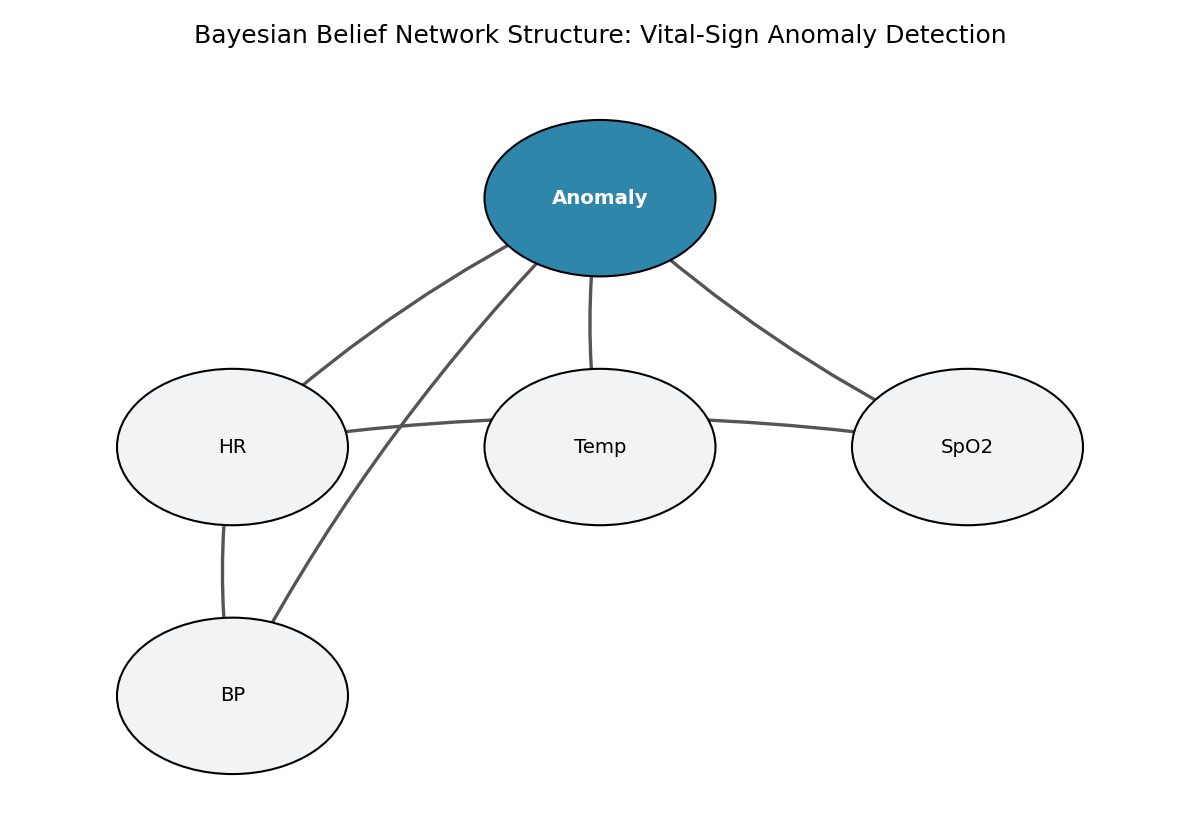 Bayesian Belief Network Structure: Vital-Sign Anomaly Detection
Anomaly
HR
Temp
SpO2
BP